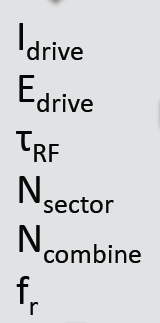 I_drive
E_drive
τ_RF
N_sector
N_combine
f_r